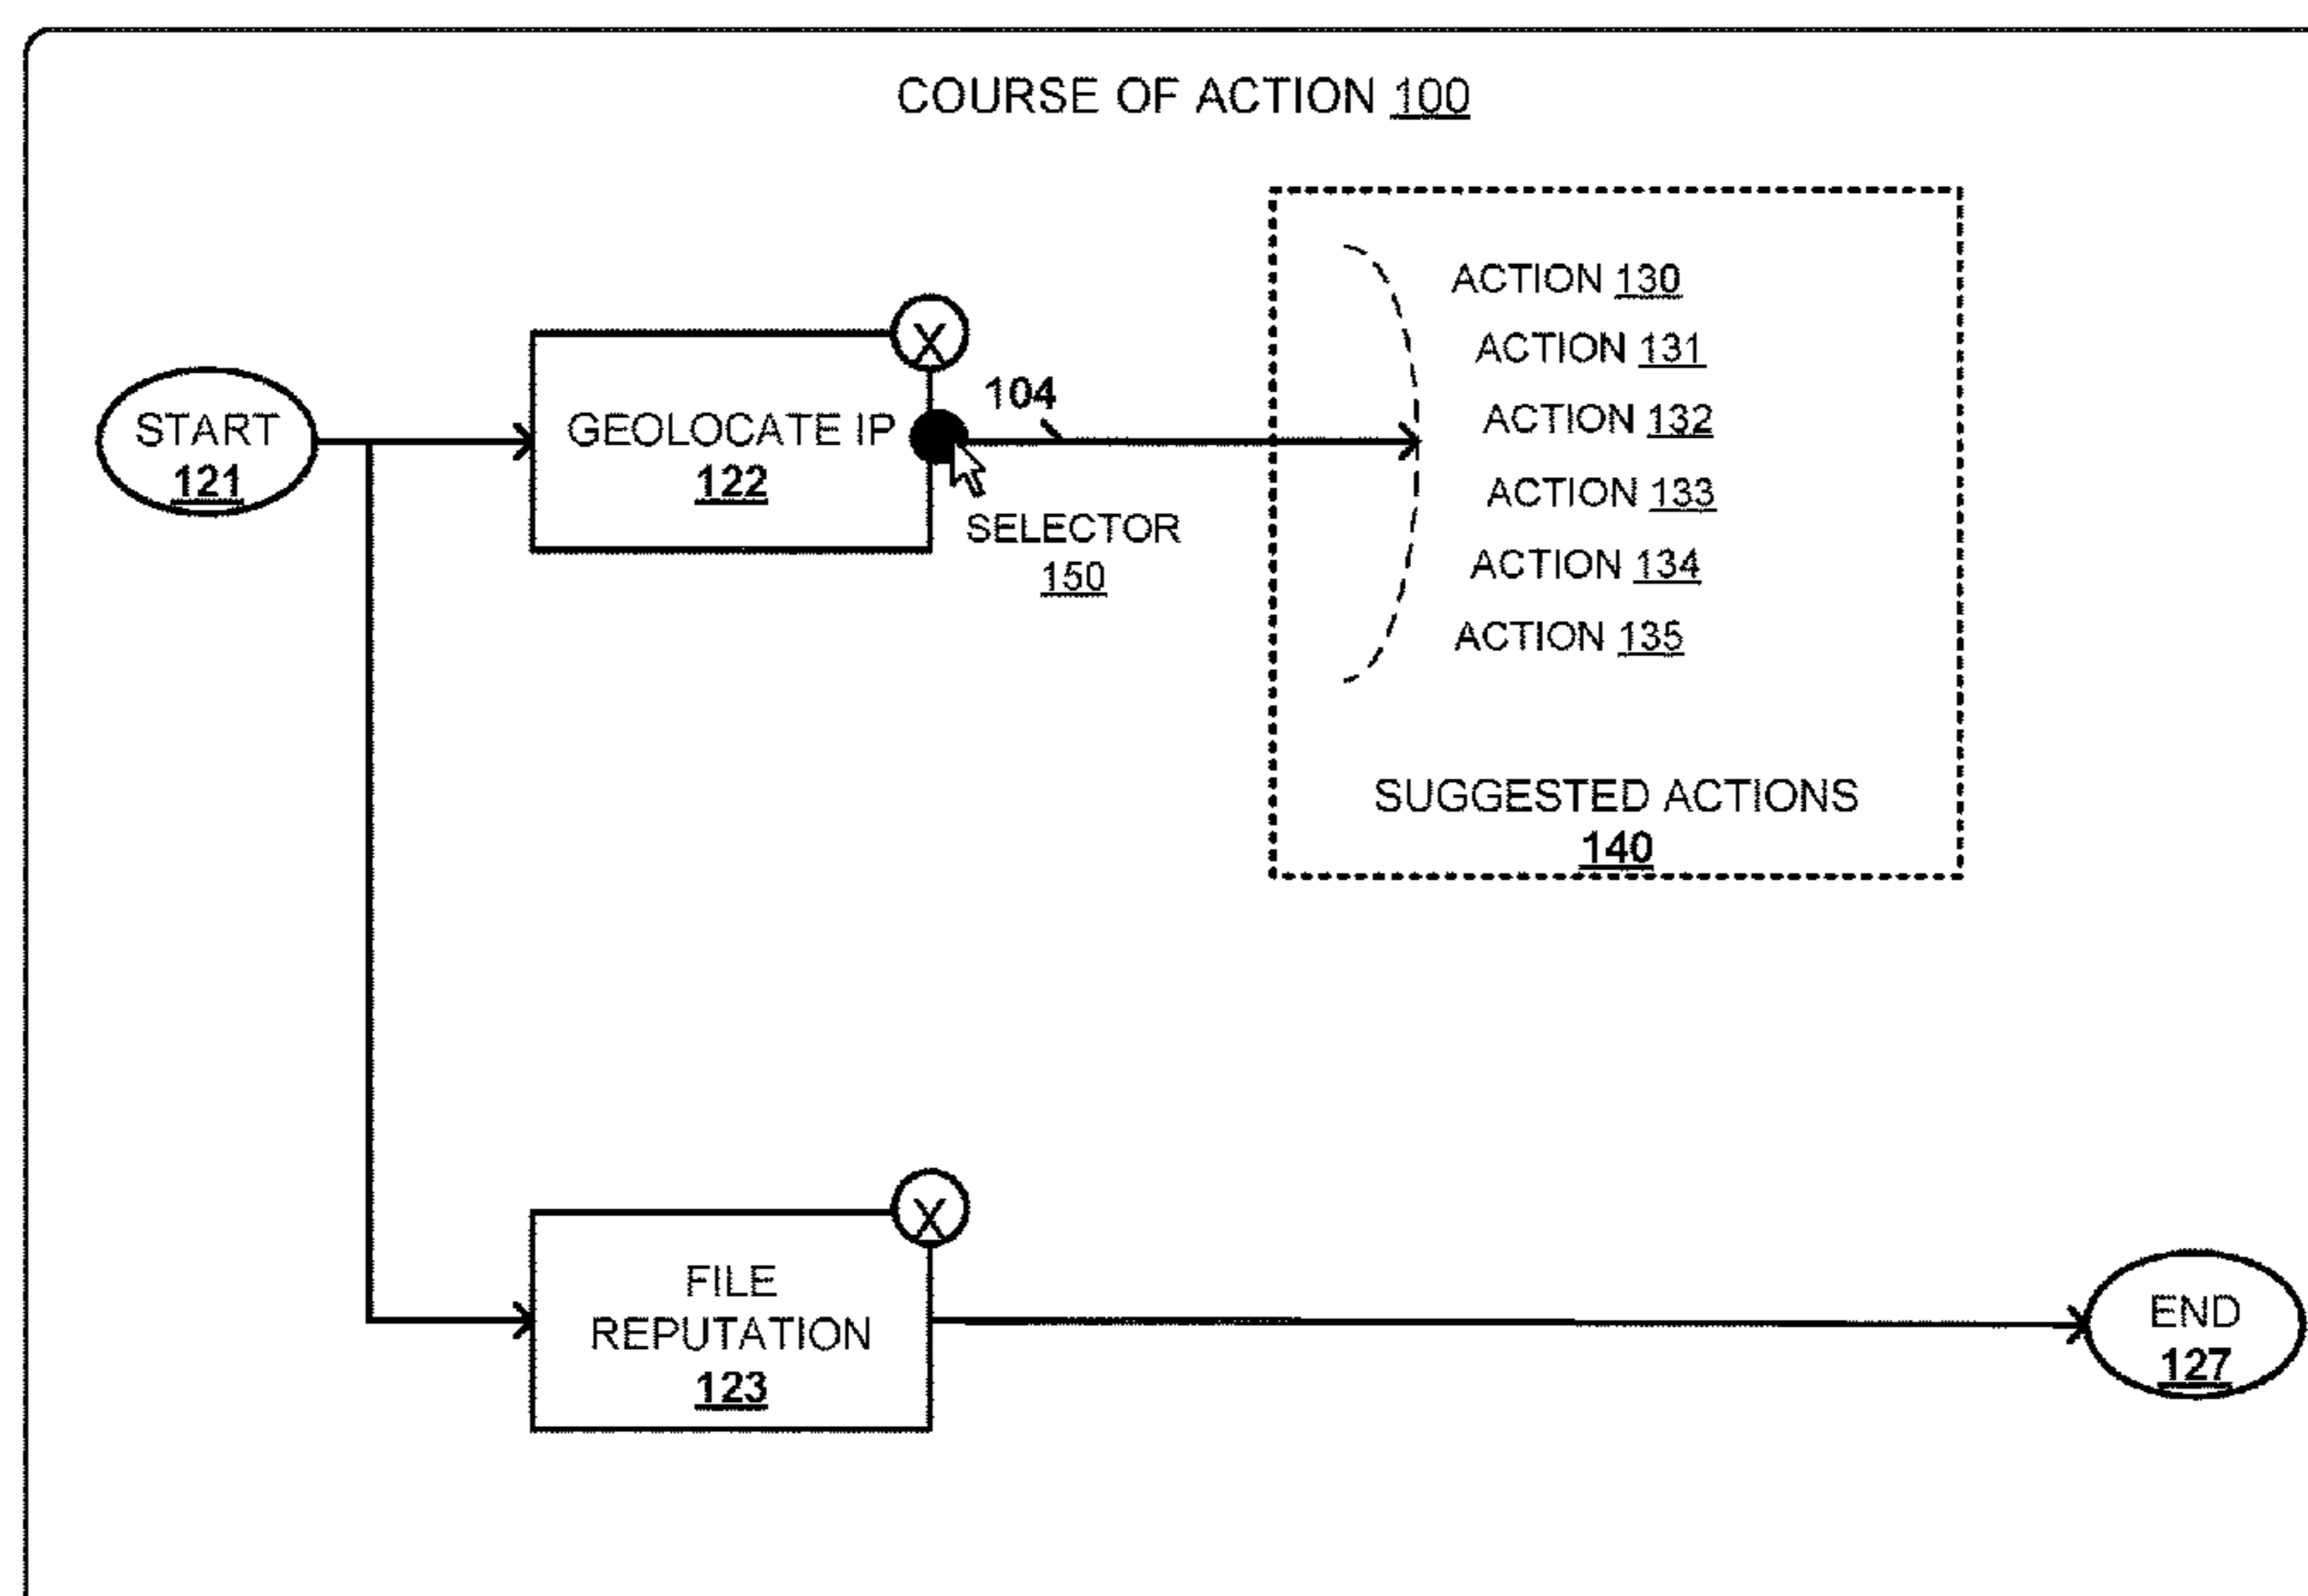 COURSE OF ACTION 100
START
121
X
GEOLOCATE IP
122
104
SELECTOR
150
ACTION 130
ACTION 131
ACTION 132
ACTION 133
ACTION 134
ACTION 135
SUGGESTED ACTIONS
140
X
FILE
REPUTATION
123
END
127